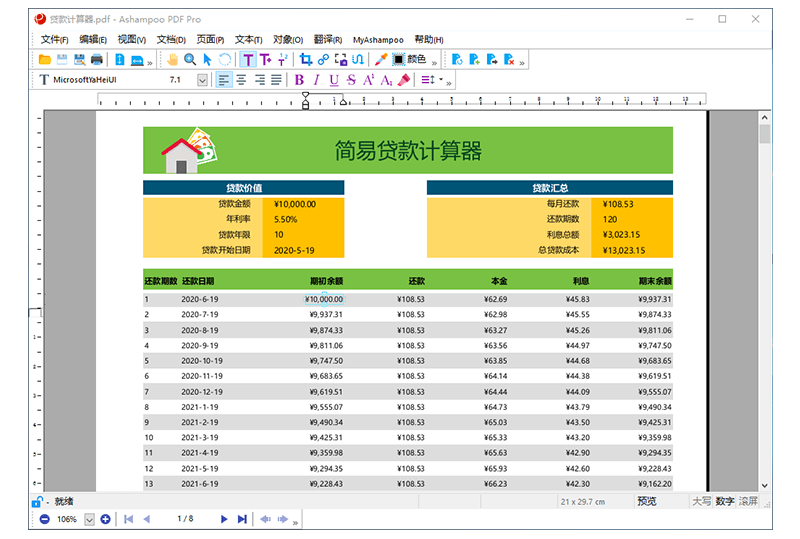 贷款计算器.pdf - Ashampoo PDF Pro
文件(F) 编辑(E) 视图(V) 文档(D) 页面(P) 文本(T) 对象(O) 翻译(R) MyAshampoo 帮助(H)
颜色
MicrosoftYaHeiUI 7.1
简易贷款计算器
贷款价值 贷款汇总
贷款金额 ¥10,000.00 每月还款 ¥108.53
年利率 5.50% 还款期数 120
贷款年限 10 利息总额 ¥3,023.15
贷款开始日期 2020-5-19 总贷款成本 ¥13,023.15
还款期数 还款日期 期初余额 还款 本金 利息 期末余额
1 2020-6-19 ¥10,000.00 ¥108.53 ¥62.69 ¥45.83 ¥9,937.31
2 2020-7-19 ¥9,937.31 ¥108.53 ¥62.98 ¥45.55 ¥9,874.33
3 2020-8-19 ¥9,874.33 ¥108.53 ¥63.27 ¥45.26 ¥9,811.06
4 2020-9-19 ¥9,811.06 ¥108.53 ¥63.56 ¥44.97 ¥9,747.50
5 2020-10-19 ¥9,747.50 ¥108.53 ¥63.85 ¥44.68 ¥9,683.65
6 2020-11-19 ¥9,683.65 ¥108.53 ¥64.14 ¥44.38 ¥9,619.51
7 2020-12-19 ¥9,619.51 ¥108.53 ¥64.44 ¥44.09 ¥9,555.07
8 2021-1-19 ¥9,555.07 ¥108.53 ¥64.73 ¥43.79 ¥9,490.34
9 2021-2-19 ¥9,490.34 ¥108.53 ¥65.03 ¥43.50 ¥9,425.31
10 2021-3-19 ¥9,425.31 ¥108.53 ¥65.33 ¥43.20 ¥9,359.98
11 2021-4-19 ¥9,359.98 ¥108.53 ¥65.63 ¥42.90 ¥9,294.35
12 2021-5-19 ¥9,294.35 ¥108.53 ¥65.93 ¥42.60 ¥9,228.43
13 2021-6-19 ¥9,228.43 ¥108.53 ¥66.23 ¥42.30 ¥9,162.20
就绪 21 x 29.7 cm 预览 大写 数字 滚屏
106% 1 / 8